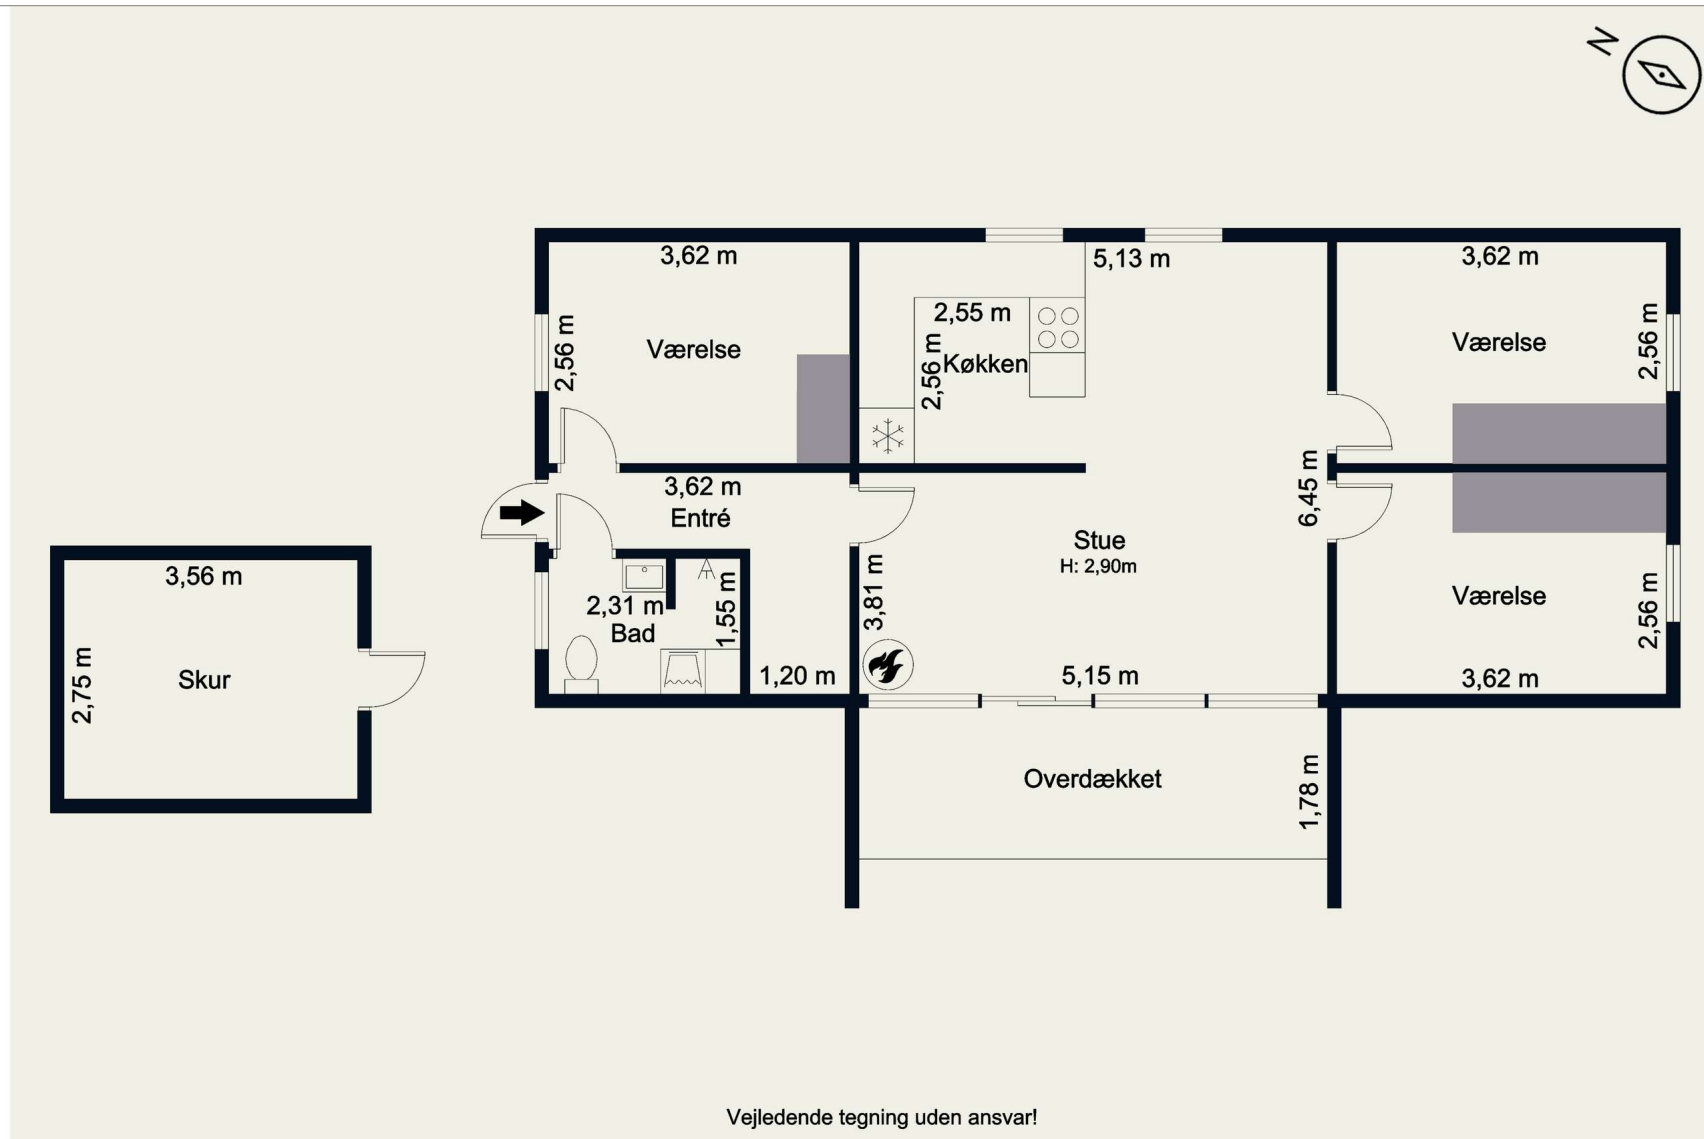 N
3,62 m
2,56 m
Værelse
5,13 m
2,55 m
2,56 m
Køkken
3,62 m
Værelse
2,56 m
3,62 m
Entré
6,45 m
Stue
H: 2,90m
3,81 m
5,15 m
Værelse
2,56 m
3,62 m
3,56 m
2,75 m
Skur
2,31 m
Bad
1,55 m
1,20 m
Overdækket
1,78 m
Vejledende tegning uden ansvar!